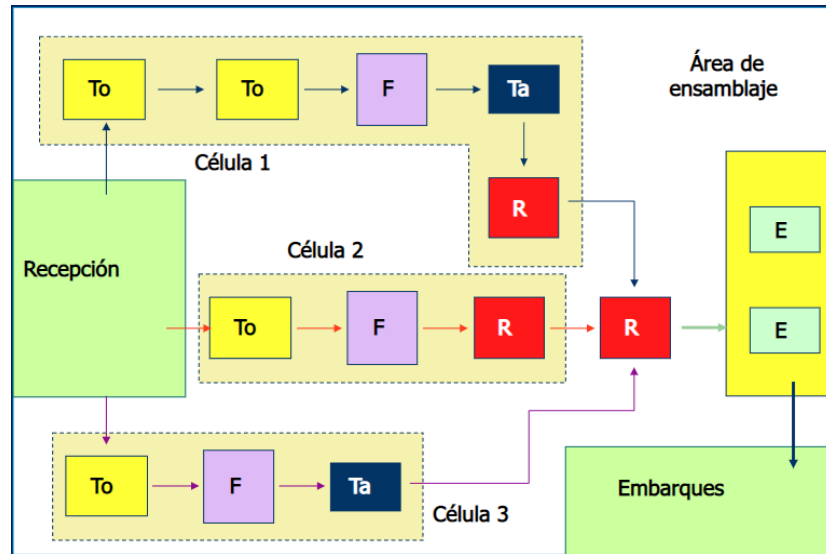 To
To
F
Ta
Área de
ensamblaje
Célula 1
R
E
Recepción
Célula 2
To
F
R
R
E
To
F
Ta
Célula 3
Embarques